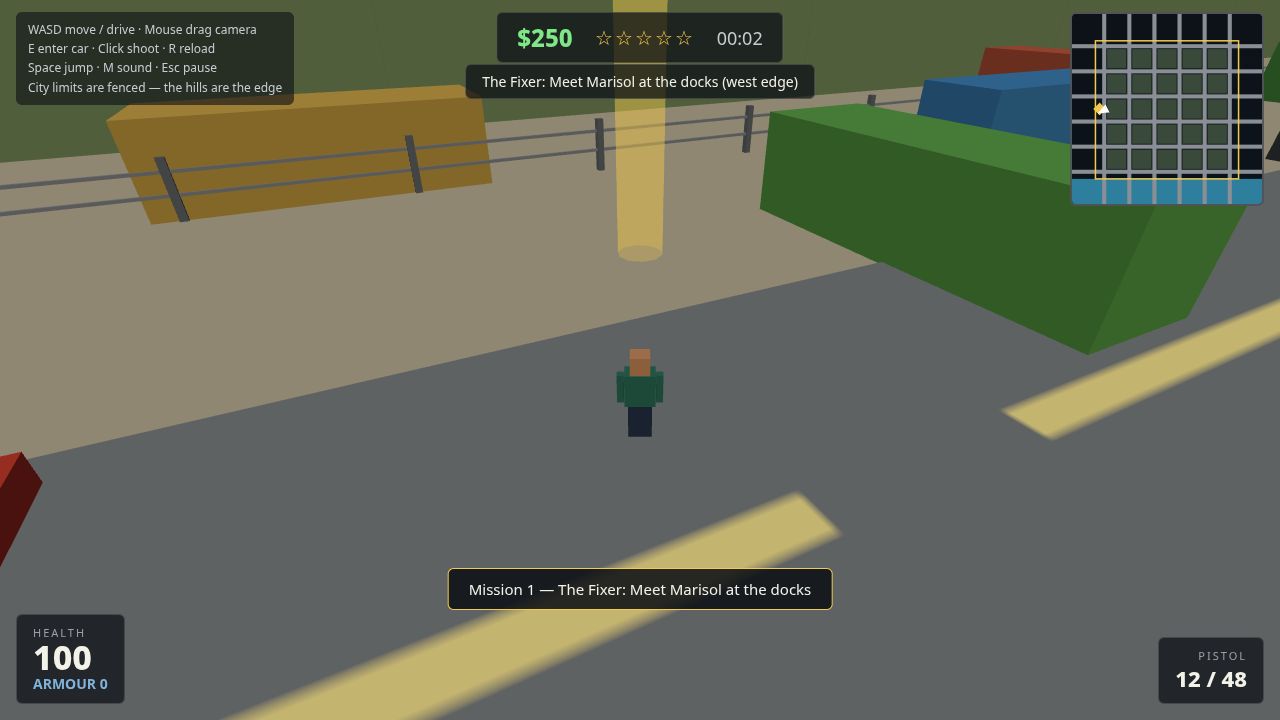 WASD move / drive · Mouse drag camera
E enter car · Click shoot · R reload
Space jump · M sound · Esc pause
City limits are fenced — the hills are the edge
$250 ☆☆☆☆☆ 00:02
The Fixer: Meet Marisol at the docks (west edge)
Mission 1 — The Fixer: Meet Marisol at the docks
HEALTH
100
ARMOUR 0
PISTOL
12 / 48